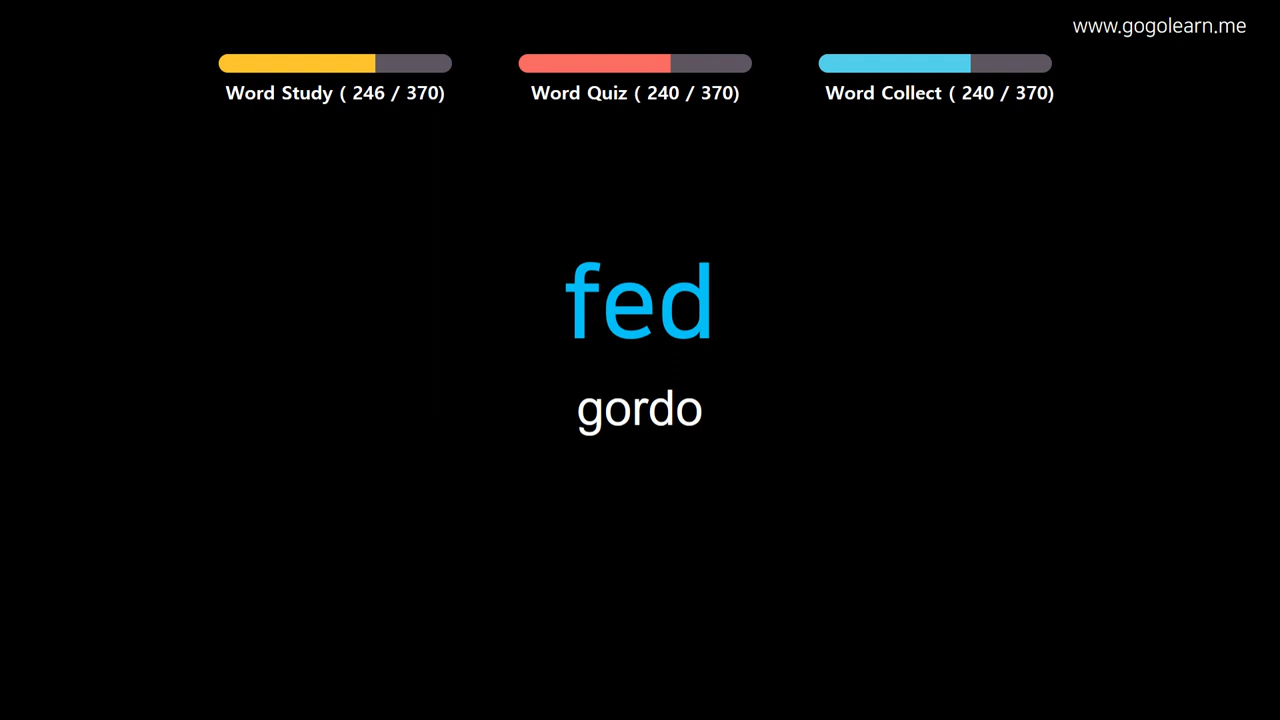 www.gogolearn.me
Word Study ( 246 / 370)
Word Quiz ( 240 / 370)
Word Collect ( 240 / 370)
fed
gordo